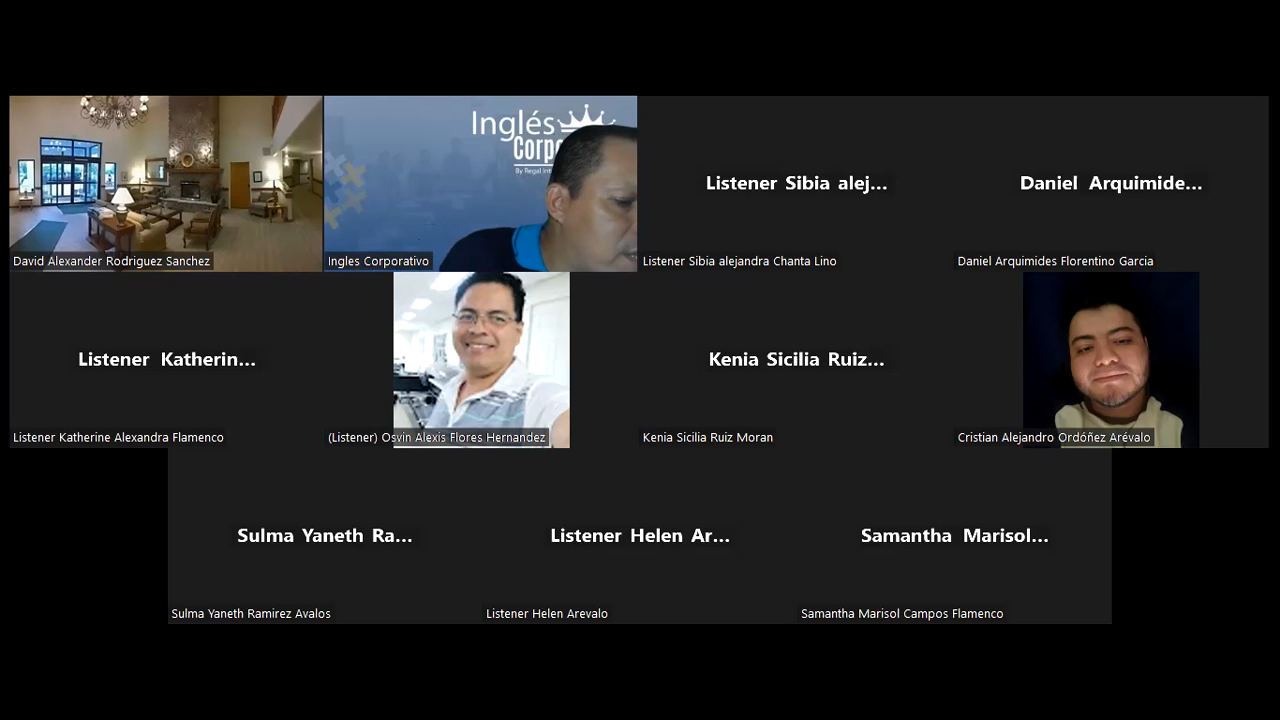 Inglés
Corpo
By Regal Int
David Alexander Rodriguez Sanchez
Ingles Corporativo
Listener Sibia alej...
Listener Sibia alejandra Chanta Lino
Daniel Arquimide...
Daniel Arquimides Florentino Garcia
Listener Katherin...
Listener Katherine Alexandra Flamenco
(Listener) Osvin Alexis Flores Hernandez
Kenia Sicilia Ruiz...
Kenia Sicilia Ruiz Moran
Cristian Alejandro Ordóñez Arévalo
Sulma Yaneth Ra...
Sulma Yaneth Ramirez Avalos
Listener Helen Ar...
Listener Helen Arevalo
Samantha Marisol...
Samantha Marisol Campos Flamenco